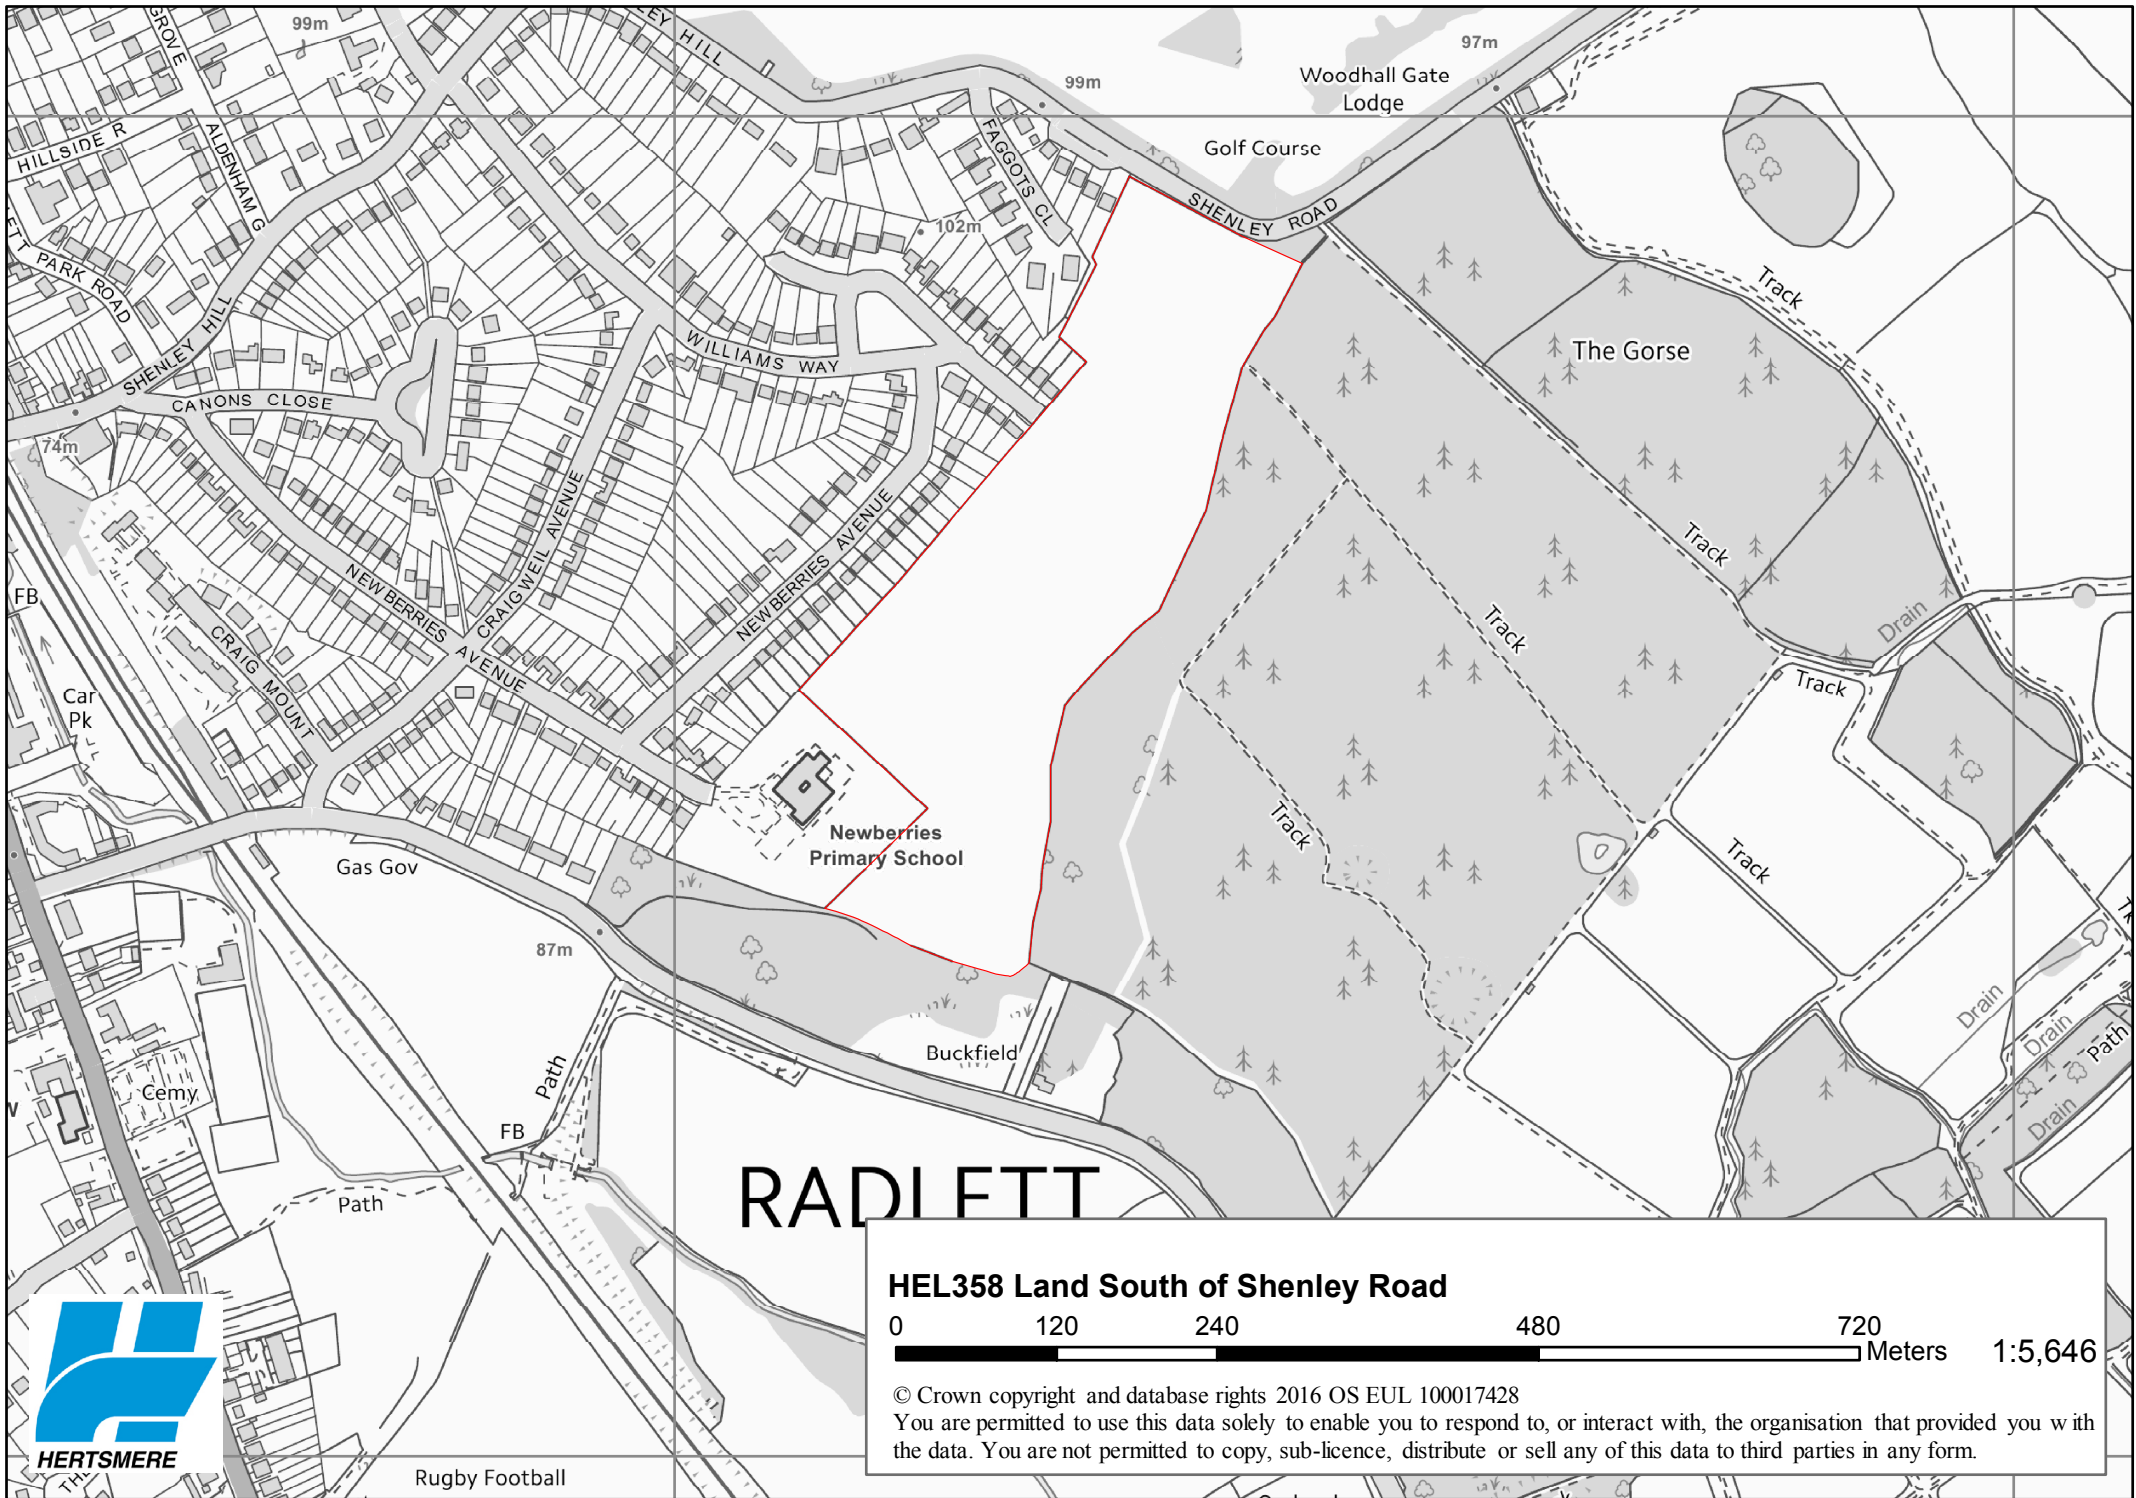 99m
GROVE
LEY HILL
99m
97m
Woodhall Gate
Lodge
Golf Course
HILLSIDE R
ALDENHAM G
FAGGOTS CL
SHENLEY ROAD
102m
ETT PARK ROAD
SHENLEY HILL
Track
The Gorse
WILLIAMS WAY
CANONS CLOSE
74m
CRAIGWEIL AVENUE
NEWBERRIES AVENUE
NEWBERRIES AVENUE
Track
FB
CRAIG MOUNT
Track
Drain
Car
Pk
Track
Newberries
Primary School
Track
Track
Gas Gov
87m
Tk
Drain
Drain
Path
Drain
Buckfield
Path
Cemy
W
FB
Path
RADLETT
HEL358 Land South of Shenley Road
0 120 240 480 720
Meters 1:5,646
© Crown copyright and database rights 2016 OS EUL 100017428
You are permitted to use this data solely to enable you to respond to, or interact with, the organisation that provided you with
the data. You are not permitted to copy, sub-licence, distribute or sell any of this data to third parties in any form.
HERTSMERE
Rugby Football